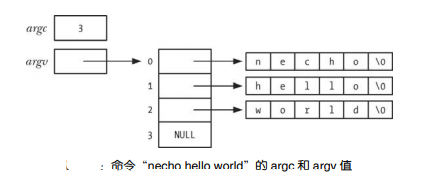 argc 3
argv 0 n e c h o \0
1 h e l l o \0
2 w o r l d \0
3 NULL
：命令“necho hello world”的 argc 和 argv 值